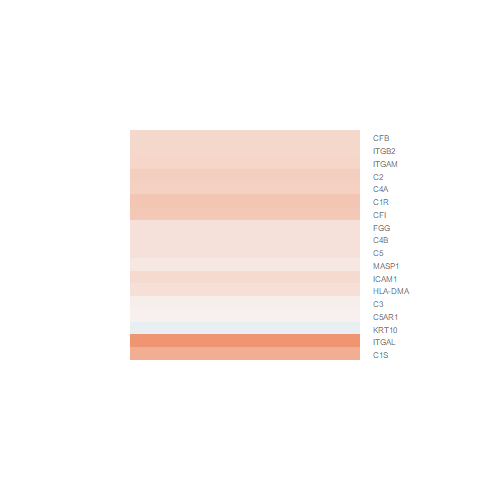 CFB
ITGB2
ITGAM
C2
C4A
C1R
CFI
FGG
C4B
C5
MASP1
ICAM1
HLA-DMA
C3
C5AR1
KRT10
ITGAL
C1S